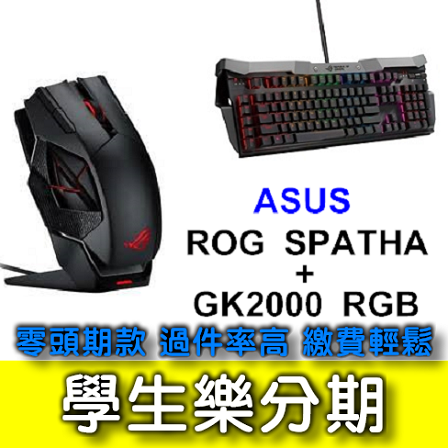 ASUS
ROG SPATHA
+
GK2000 RGB
零頭期款 過件率高 繳費輕鬆
學生樂分期